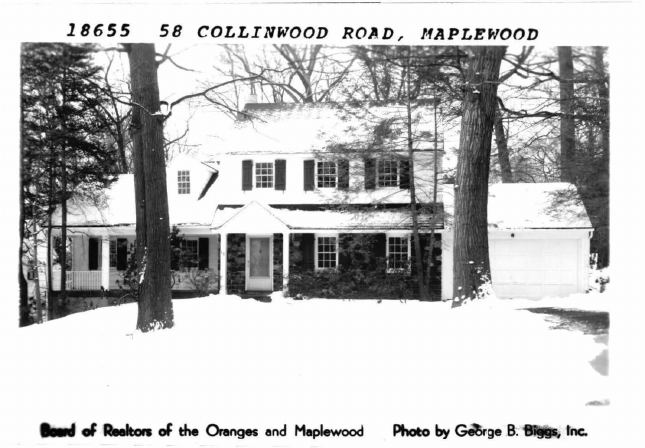 18655 58 COLLINWOOD ROAD, MAPLEWOOD
Board of Realtors of the Oranges and Maplewood Photo by George B. Biggs, Inc.